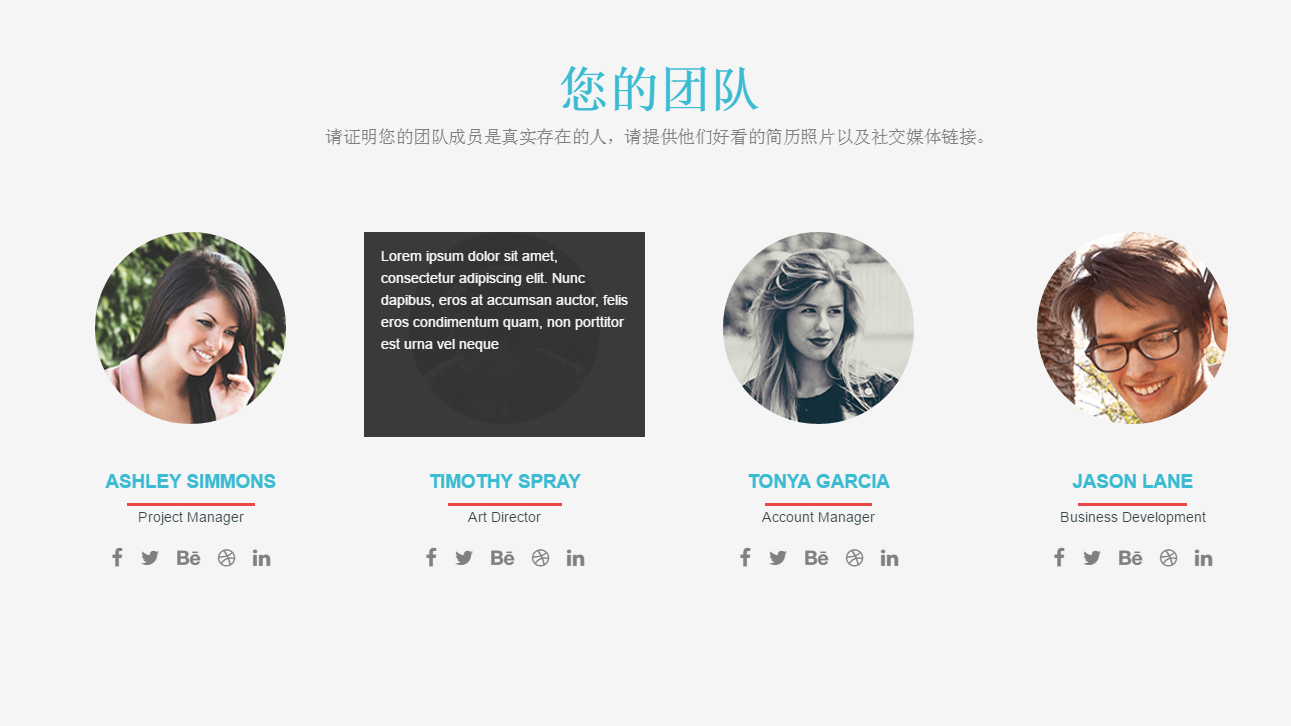 您的团队
请证明您的团队成员是真实存在的人，请提供他们好看的简历照片以及社交媒体链接。
Lorem ipsum dolor sit amet,
consectetur adipiscing elit. Nunc
dapibus, eros at accumsan auctor, felis
eros condimentum quam, non porttitor
est urna vel neque
ASHLEY SIMMONS
Project Manager
Bē
in
TIMOTHY SPRAY
Art Director
Bē
in
TONYA GARCIA
Account Manager
Bē
in
JASON LANE
Business Development
Bē
in